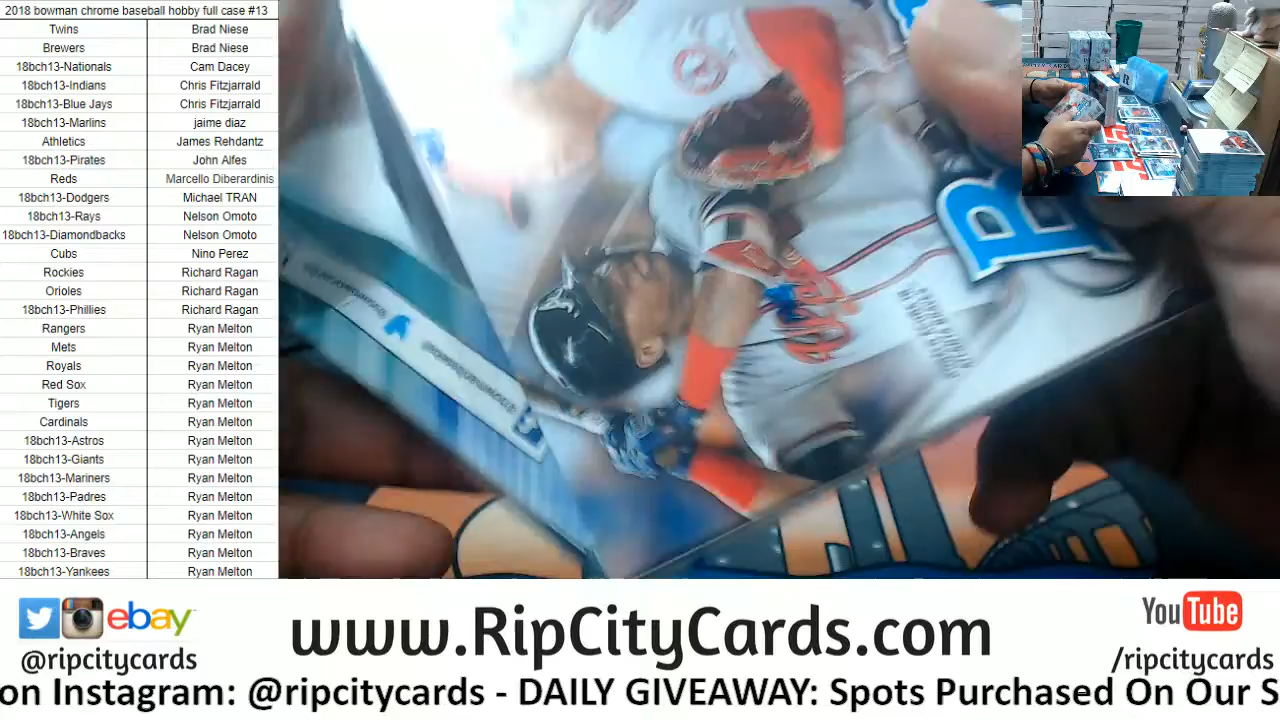 2018 bowman chrome baseball hobby full case #13
Twins Brad Niese
Brewers Brad Niese
18bch13-Nationals Cam Dacey
18bch13-Indians Chris Fitzjarrald
18bch13-Blue Jays Chris Fitzjarrald
18bch13-Marlins jaime diaz
Athletics James Rehdantz
18bch13-Pirates John Alfes
Reds Marcello Diberardinis
18bch13-Dodgers Michael TRAN
18bch13-Rays Nelson Omoto
18bch13-Diamondbacks Nelson Omoto
Cubs Nino Perez
Rockies Richard Ragan
Orioles Richard Ragan
18bch13-Phillies Richard Ragan
Rangers Ryan Melton
Mets Ryan Melton
Royals Ryan Melton
Red Sox Ryan Melton
Tigers Ryan Melton
Cardinals Ryan Melton
18bch13-Astros Ryan Melton
18bch13-Giants Ryan Melton
18bch13-Mariners Ryan Melton
18bch13-Padres Ryan Melton
18bch13-White Sox Ryan Melton
18bch13-Angels Ryan Melton
18bch13-Braves Ryan Melton
18bch13-Yankees Ryan Melton
ebay
@ripcitycards
www.RipCityCards.com
YouTube
/ripcitycards
on Instagram: @ripcitycards - DAILY GIVEAWAY: Spots Purchased On Our S